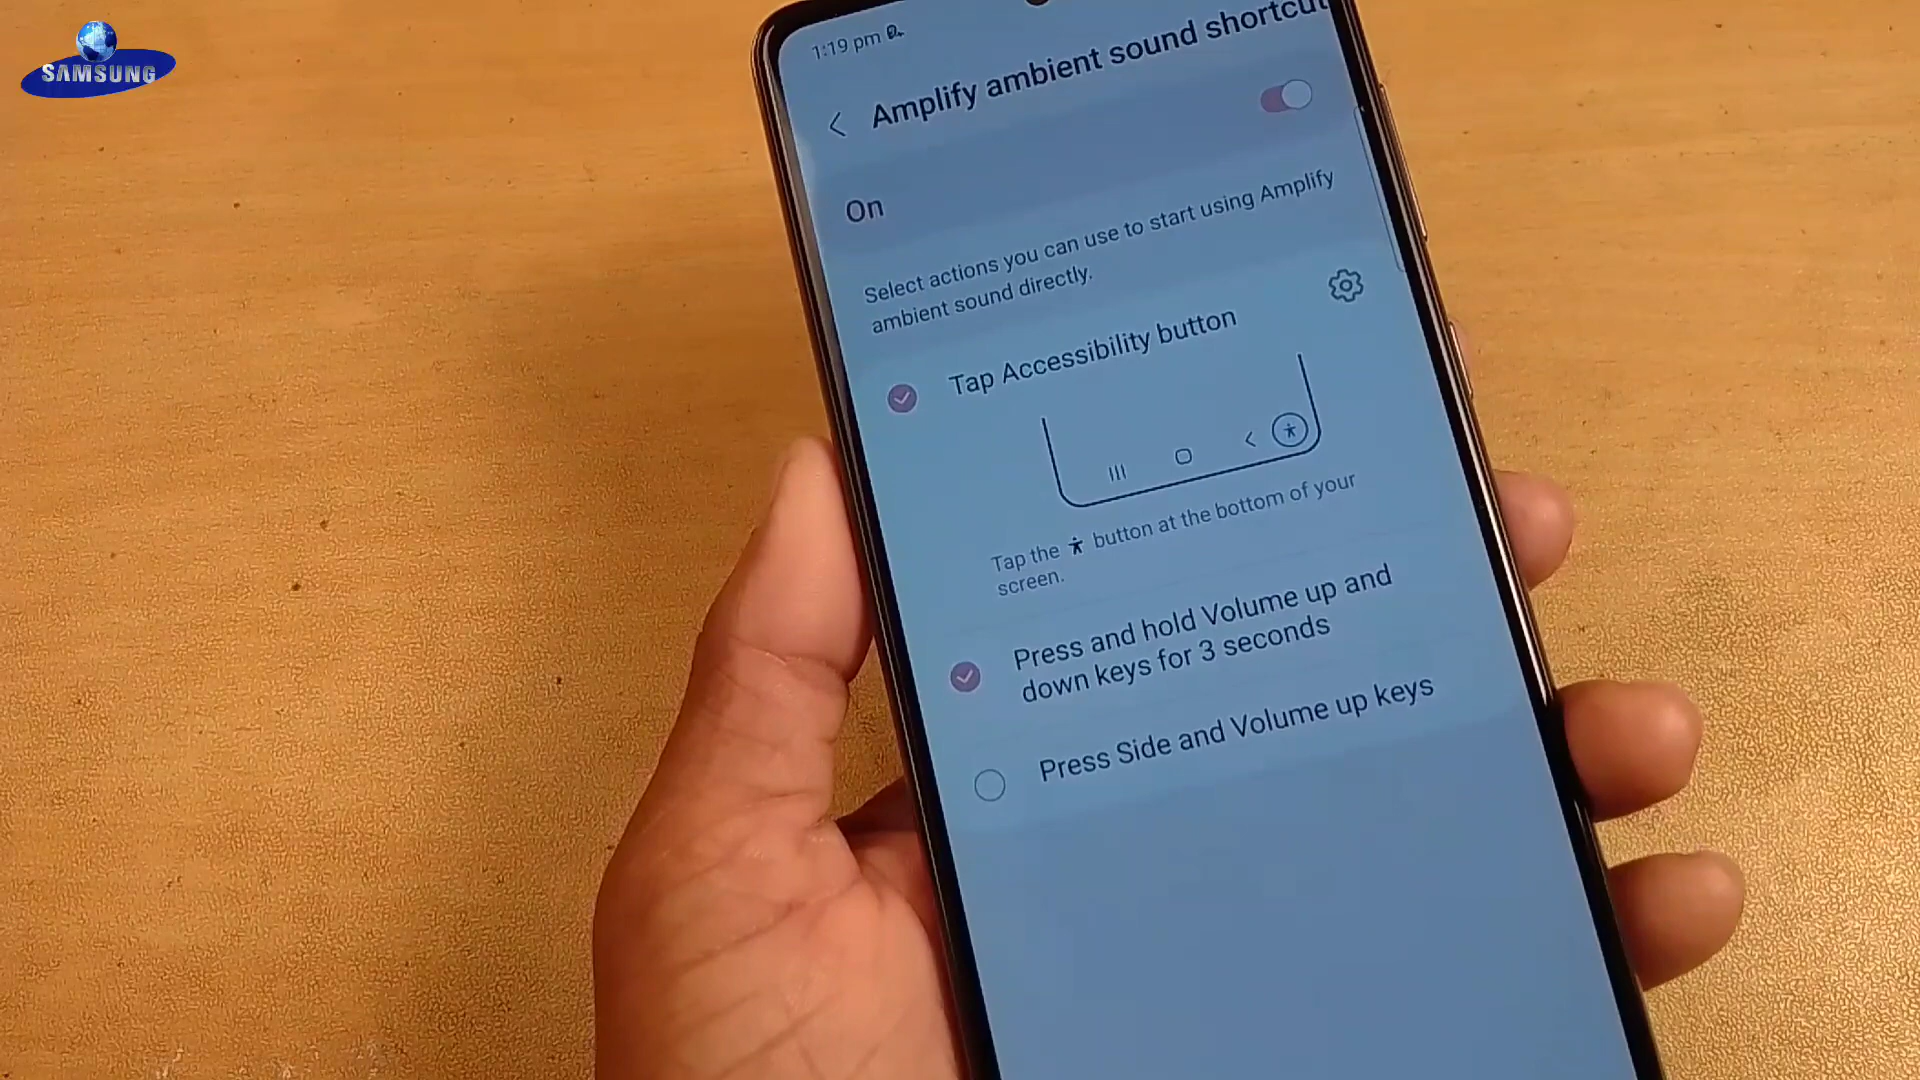 SAMSUNG
1:19 pm
Amplify ambient sound shortcut
On
Select actions you can use to start using Amplify
ambient sound directly.
Tap Accessibility button
Tap the button at the bottom of your
screen.
Press and hold Volume up and
down keys for 3 seconds
Press Side and Volume up keys